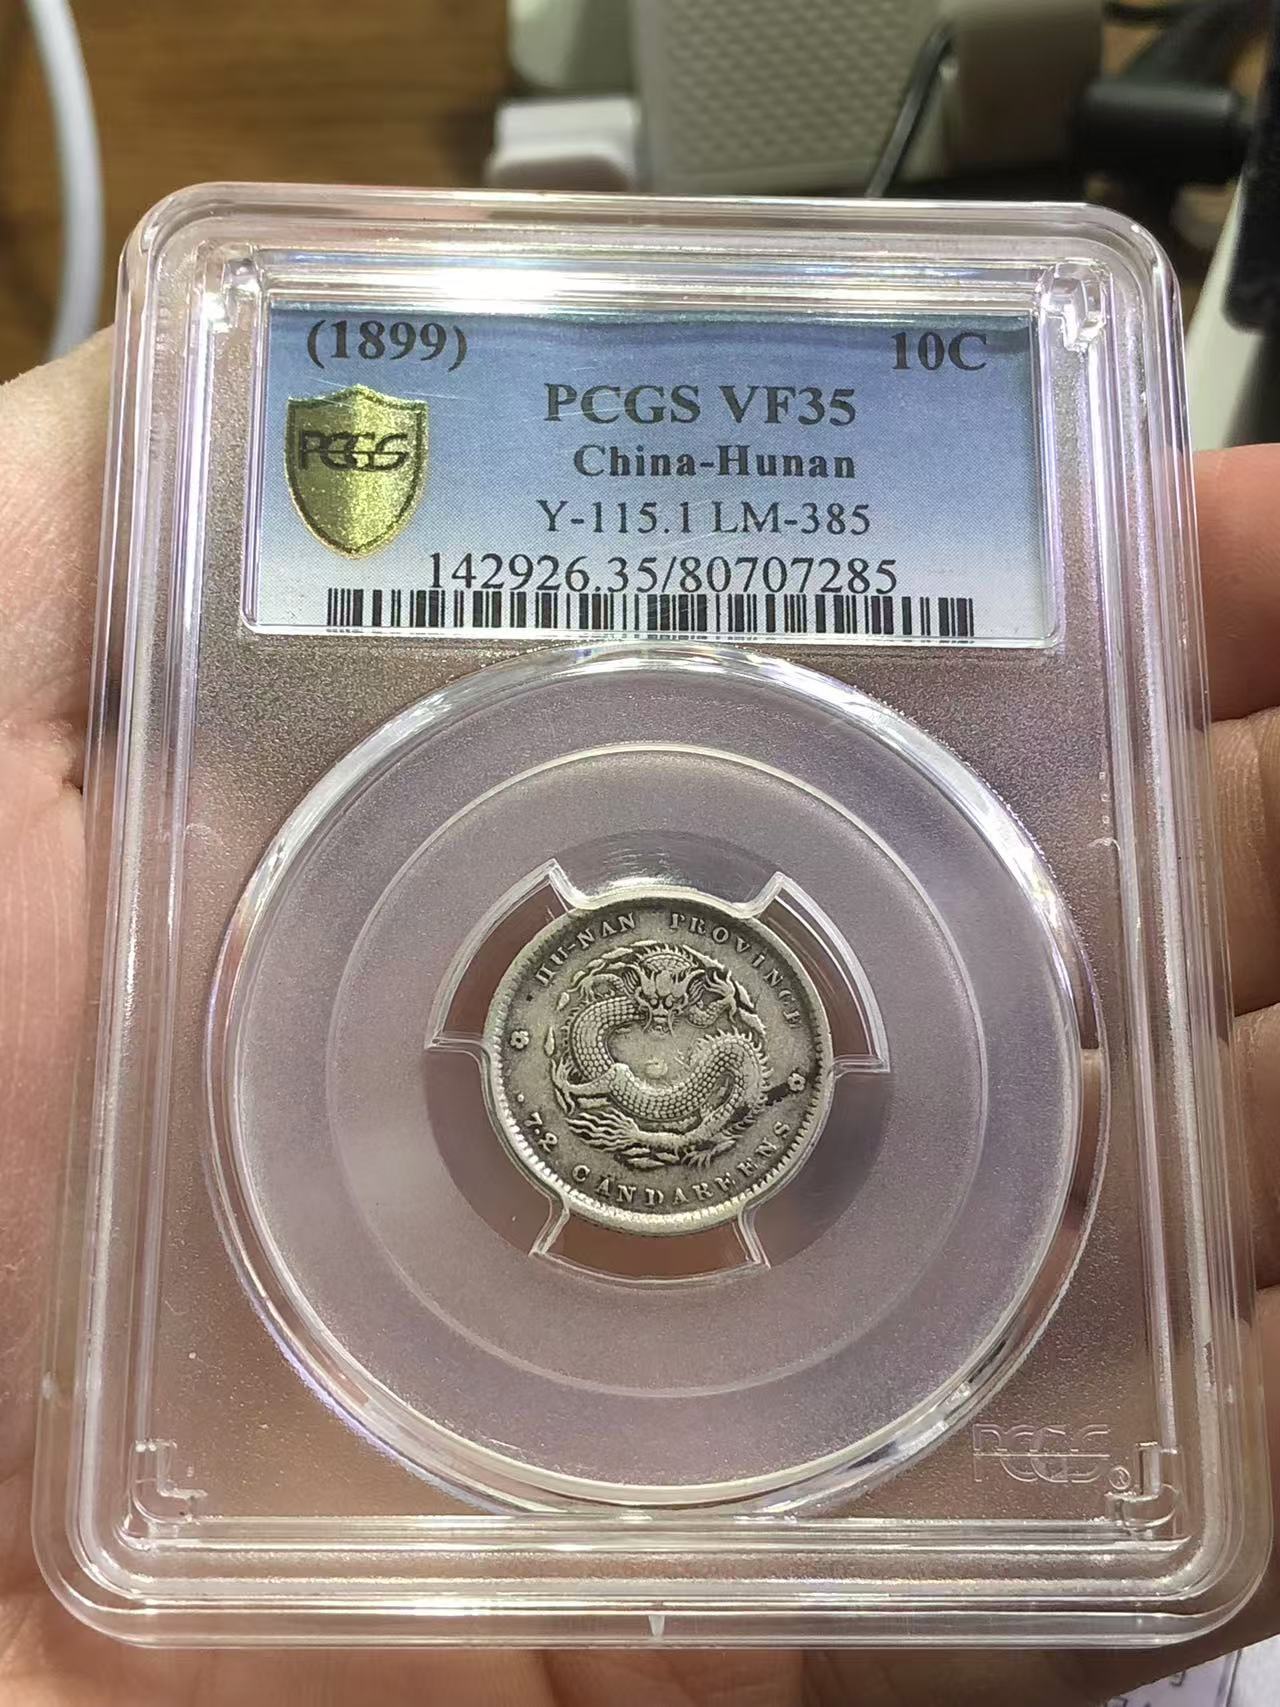 (1899) 10C
PCGS
PCGS VF35
China-Hunan
Y-115.1 LM-385
142926.35/80707285
HU-NAN PROVINCE
7.2 CANDAREENS
PCGS